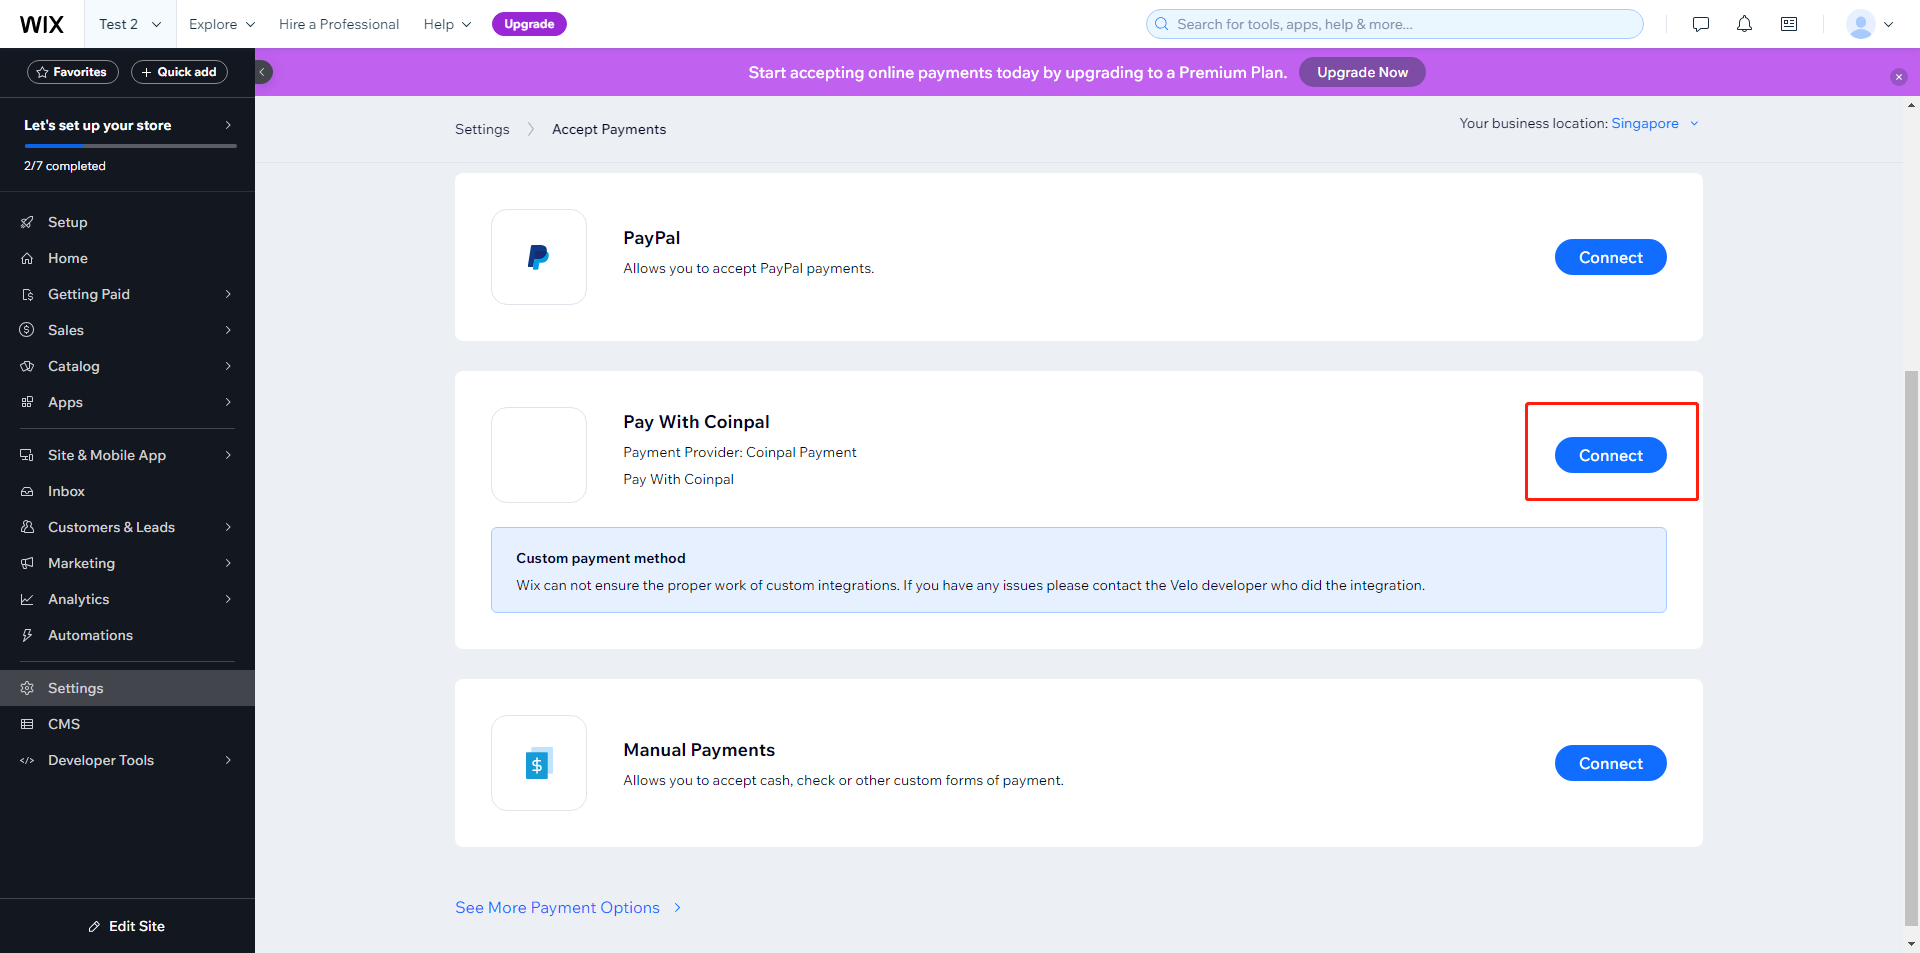 WIX
Test 2
Explore
Hire a Professional
Help
Upgrade
Search for tools, apps, help & more...
Favorites
Quick add
Start accepting online payments today by upgrading to a Premium Plan.
Upgrade Now
Let's set up your store
2/7 completed
Setup
Home
Getting Paid
Sales
Catalog
Apps
Site & Mobile App
Inbox
Customers & Leads
Marketing
Analytics
Automations
Settings
CMS
Developer Tools
Edit Site
Settings
Accept Payments
Your business location: Singapore
PayPal
Allows you to accept PayPal payments.
Connect
Pay With Coinpal
Payment Provider: Coinpal Payment
Pay With Coinpal
Connect
Custom payment method
Wix can not ensure the proper work of custom integrations. If you have any issues please contact the Velo developer who did the integration.
Manual Payments
Allows you to accept cash, check or other custom forms of payment.
Connect
See More Payment Options